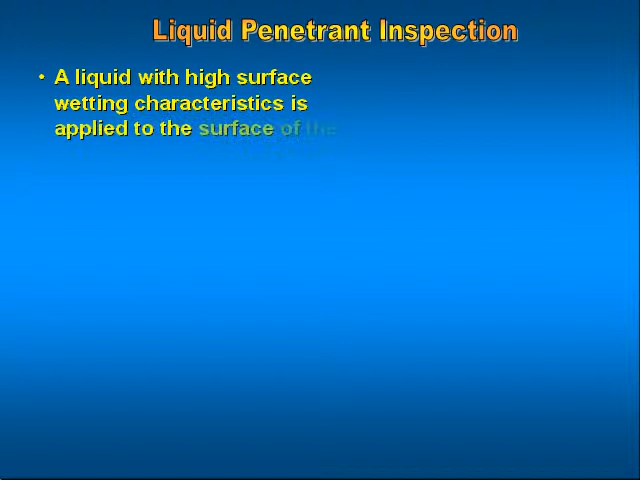 Liquid Penetrant Inspection
• A liquid with high surface
wetting characteristics is
applied to the surface of the